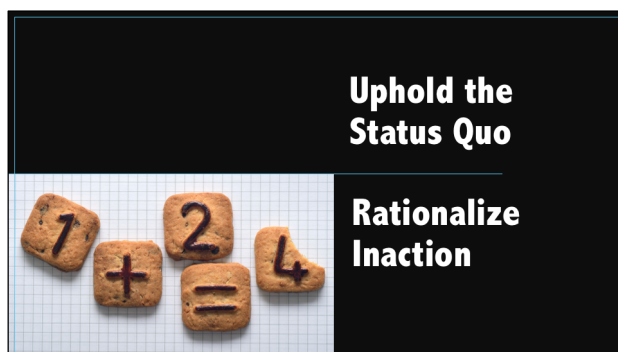 Uphold the
Status Quo
Rationalize
Inaction
1 + 2 = 4